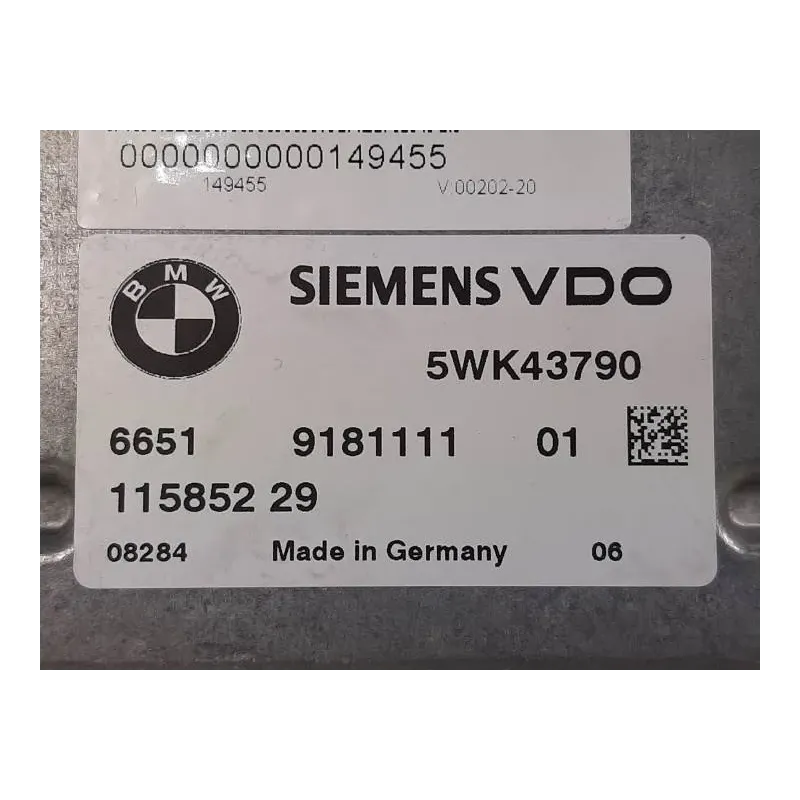 0000000000149455
149455 V:00202-20
BMW SIEMENS VDO
5WK43790
6651 9181111 01
115852 29
08284 Made in Germany 06